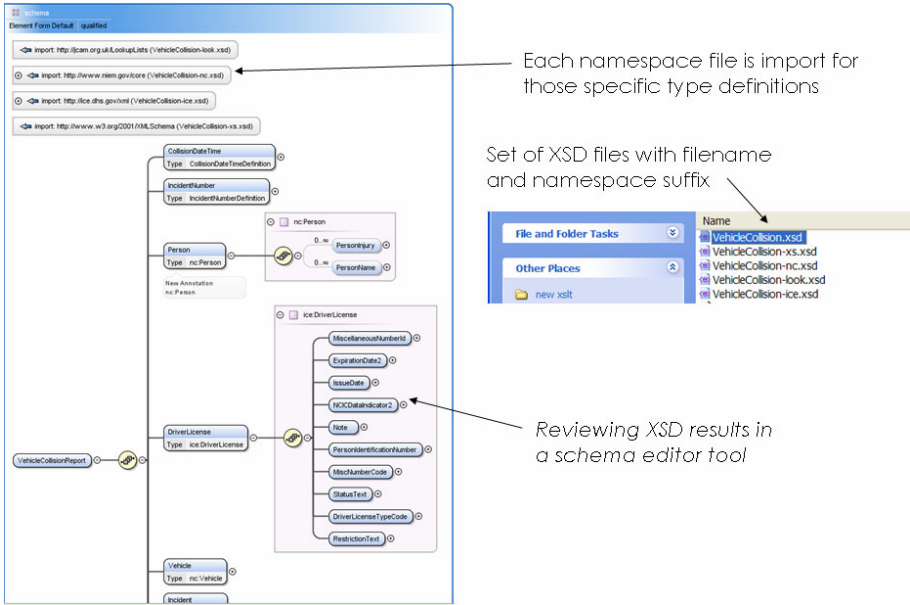 schema
Element Form Default qualified
import: http://jcam.org.uk/LookupLists (VehicleCollision-look.xsd)
import: http://www.niem.gov/core (VehicleCollision-nc.xsd)
import: http://ice.dhs.gov/xml (VehicleCollision-ice.xsd)
import: http://www.w3.org/2001/XMLSchema (VehicleCollision-xs.xsd)
Each namespace file is import for
those specific type definitions
CollisionDateTime
Type CollisionDateTimeDefinition
IncidentNumber
Type IncidentNumberDefinition
Person
Type nc:Person
New Annotation
nc:Person
nc:Person
0..∞
PersonInjury
0..∞
PersonName
Set of XSD files with filename
and namespace suffix
File and Folder Tasks
Other Places
new xslt
Name
VehicleCollision.xsd
VehicleCollision-xs.xsd
VehicleCollision-nc.xsd
VehicleCollision-look.xsd
VehicleCollision-ice.xsd
ice:DriverLicense
MiscellaneousNumberId
ExpirationDate2
IssueDate
NCICDataIndicator2
Note
PersonIdentificationNumber
MiscNumberCode
StatusText
DriverLicenseTypeCode
RestrictionText
DriverLicense
Type ice:DriverLicense
VehicleCollisionReport
Reviewing XSD results in
a schema editor tool
Vehicle
Type nc:Vehicle
Incident